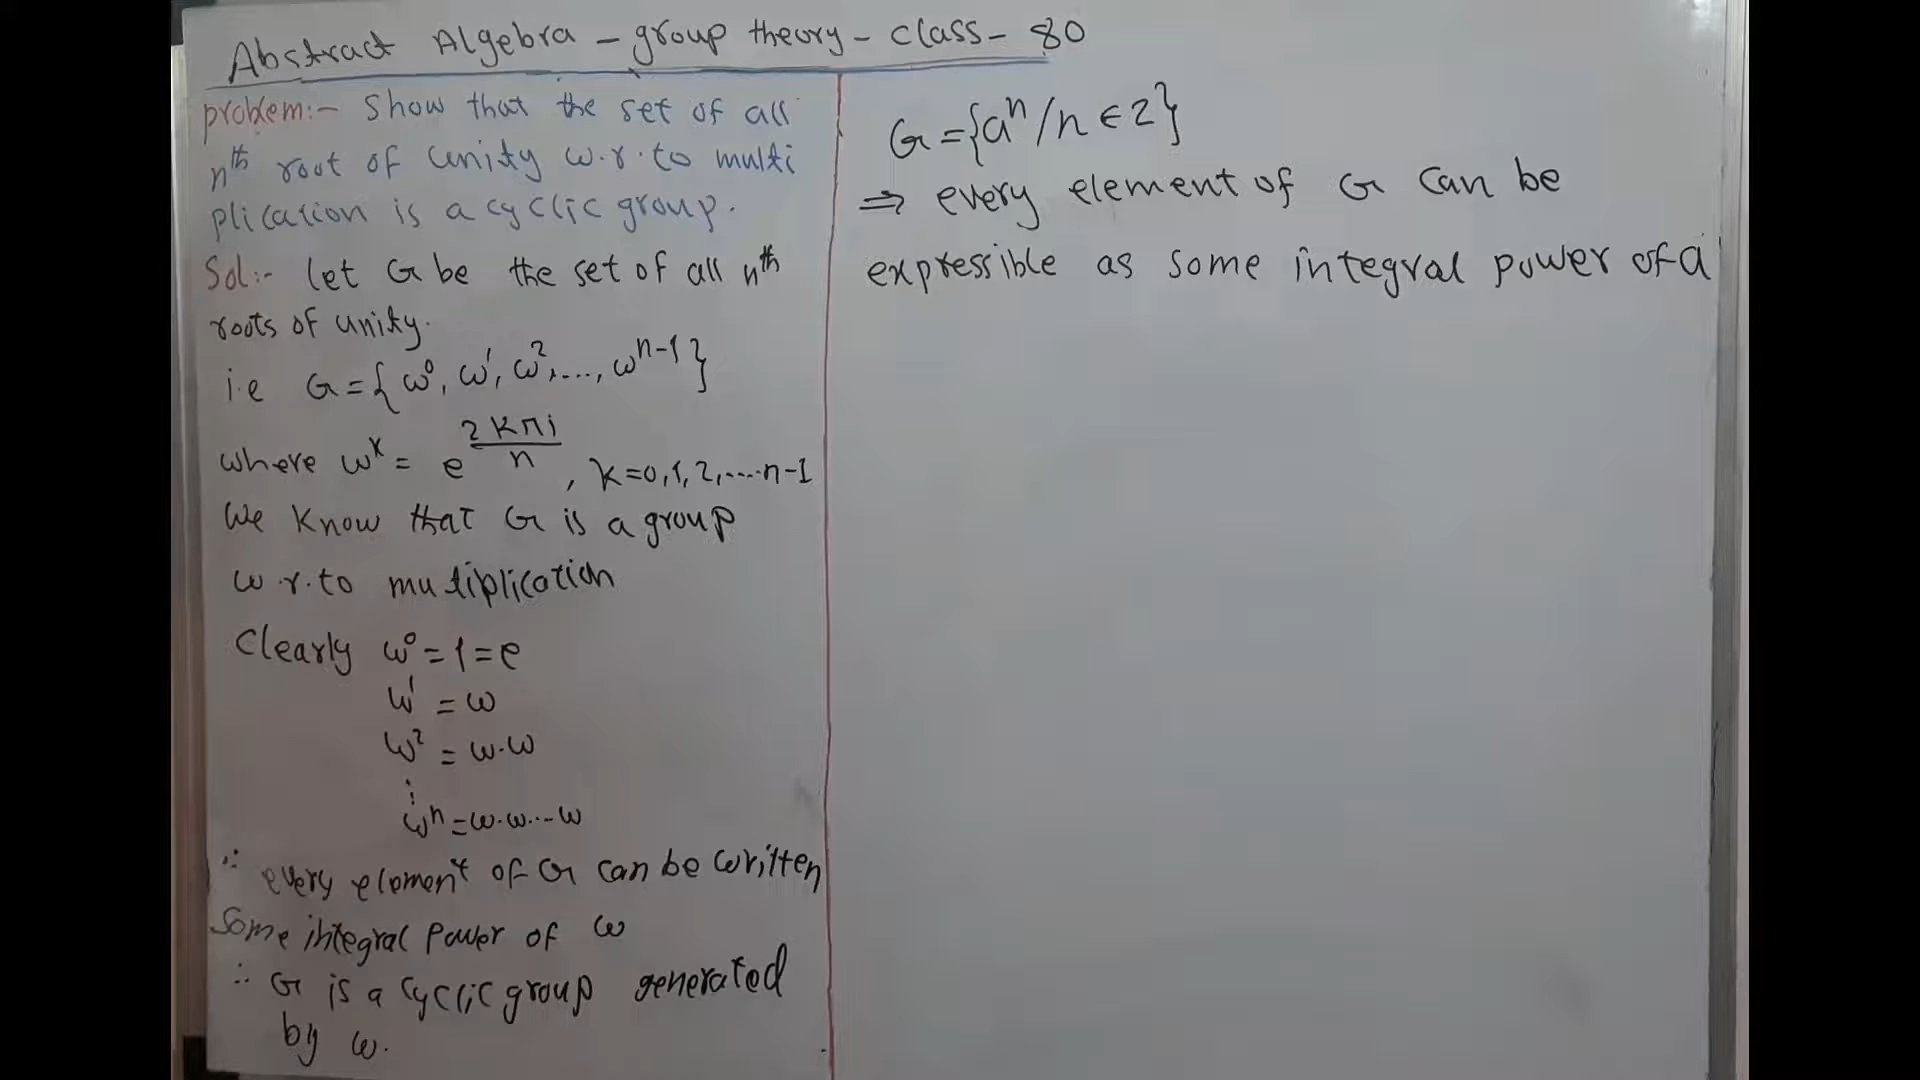 Abstract Algebra - group theory - class - 80
problem:- Show that the set of all
nth root of unity w.r.to multi
plication is a cyclic group.
Sol:- let G be the set of all nth
roots of unity.
i.e G = {ω⁰, ω¹, ω², ..., ωⁿ⁻¹}
where ωᵏ = e^(2kπi/n), k=0,1,2,....n-1
We know that G is a group
w.r.to multiplication
Clearly ω⁰ = 1 = e
ω¹ = ω
ω² = ω.ω
⋮
ωⁿ = ω.ω...ω
∴ every element of G can be written
Some integral power of ω
∴ G is a cyclic group generated
by ω.
G = {aⁿ/n ∈ Z}
⇒ every element of G can be
expressible as some integral power of a